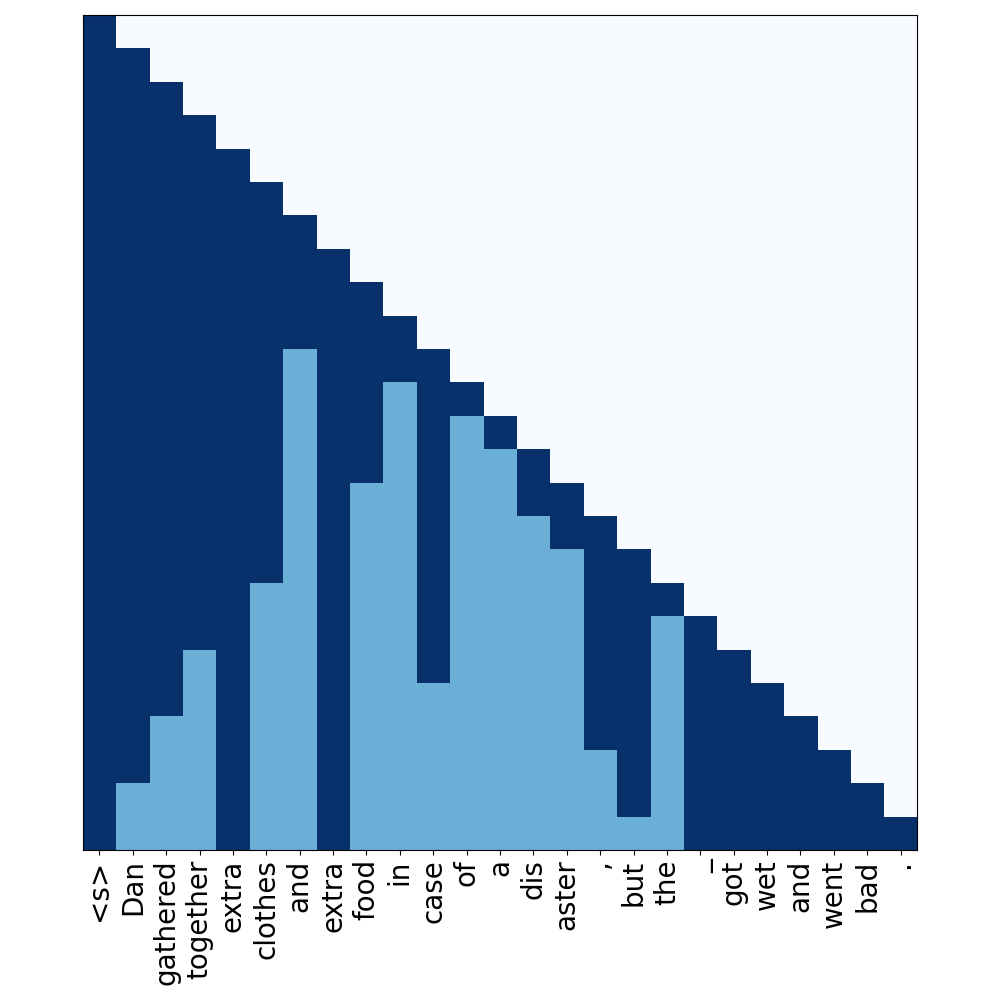 <s> Dan gathered together extra clothes and extra food in case of a dis aster , but the _ got wet and went bad .